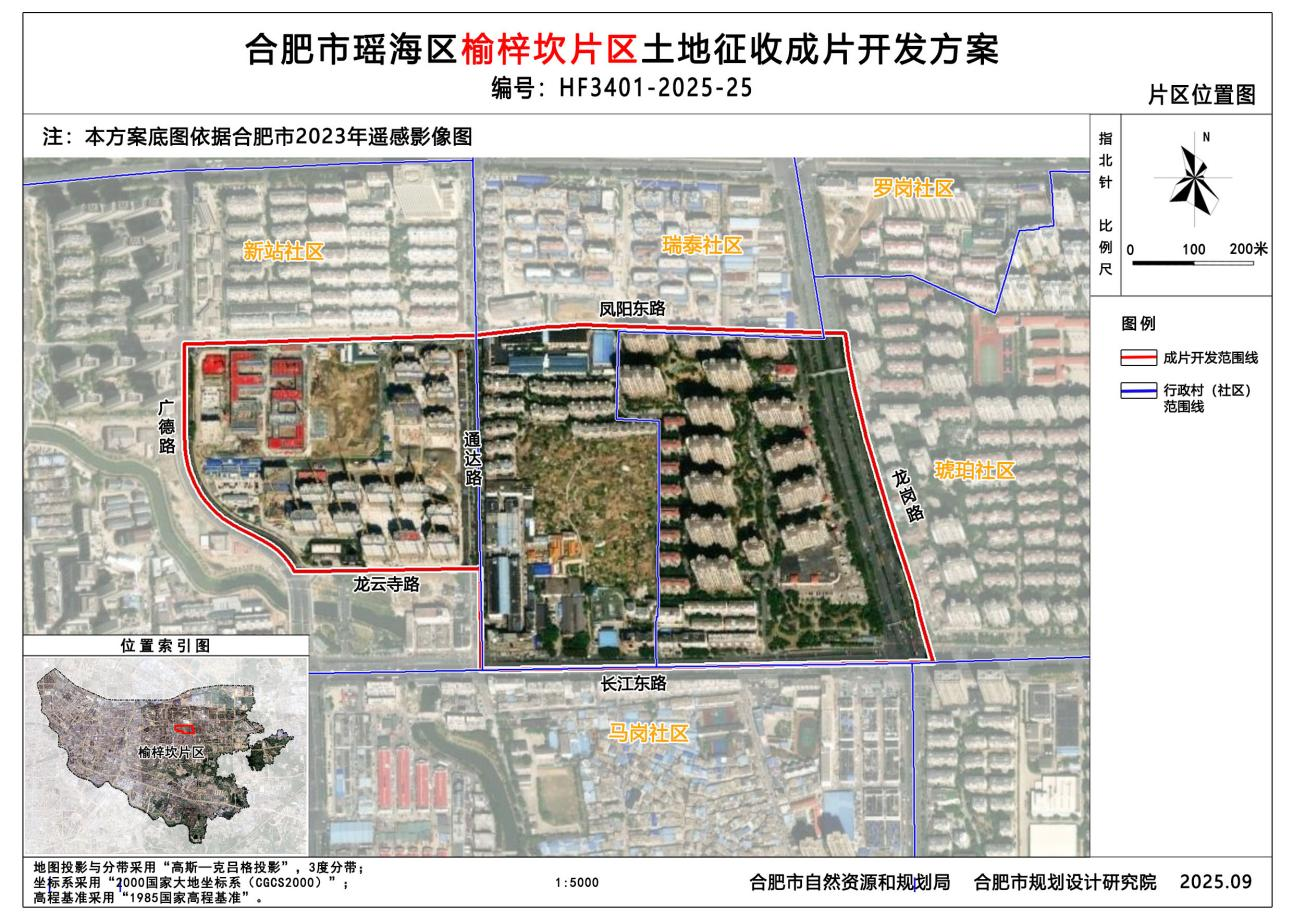 合肥市瑶海区榆梓坎片区土地征收成片开发方案
编号：HF3401-2025-25
片区位置图
注：本方案底图依据合肥市2023年遥感影像图
指北针
N
比例尺
0 100 200米
罗岗社区
新站社区
瑞泰社区
凤阳东路
图例
成片开发范围线
行政村（社区）
范围线
广德路
通达路
龙岗路
琥珀社区
龙云寺路
长江东路
马岗社区
位置索引图
榆梓坎片区
地图投影与分带采用“高斯—克吕格投影”，3度分带；
坐标系采用“2000国家大地坐标系（CGCS2000）”；
高程基准采用“1985国家高程基准”。
1:5000
合肥市自然资源和规划局 合肥市规划设计研究院 2025.09